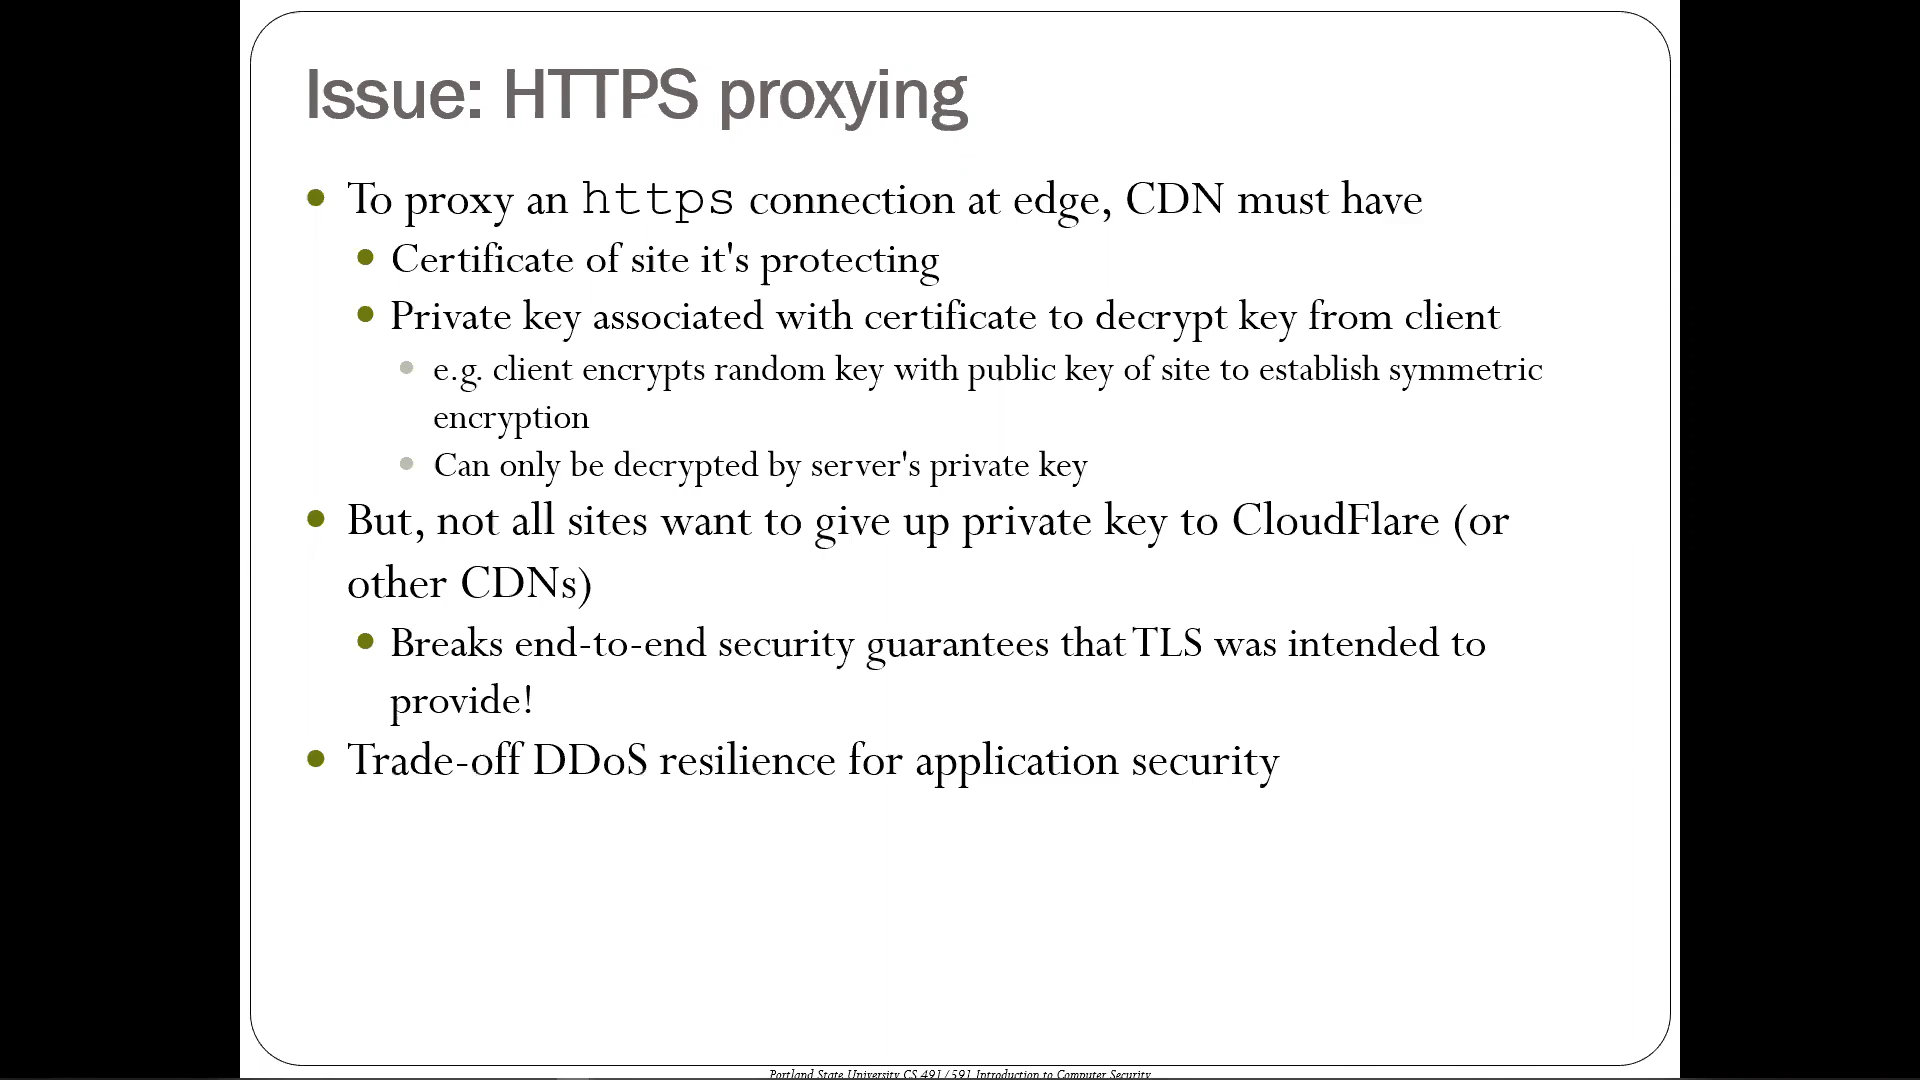 Issue: HTTPS proxying
To proxy an https connection at edge, CDN must have
Certificate of site it's protecting
Private key associated with certificate to decrypt key from client
e.g. client encrypts random key with public key of site to establish symmetric
encryption
Can only be decrypted by server's private key
But, not all sites want to give up private key to CloudFlare (or
other CDNs)
Breaks end-to-end security guarantees that TLS was intended to
provide!
Trade-off DDoS resilience for application security
Portland State University CS 491/591 Introduction to Computer Security